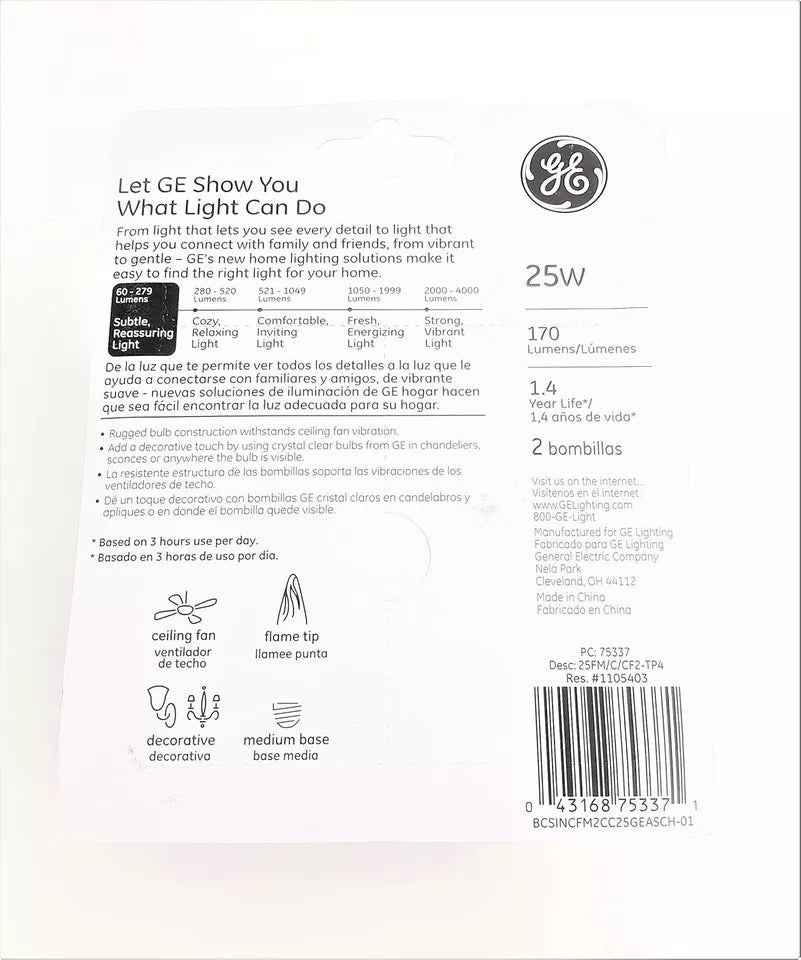 Let GE Show You
What Light Can Do
From light that lets you see every detail to light that
helps you connect with family and friends, from vibrant
to gentle – GE's new home lighting solutions make it
easy to find the right light for your home.
60 - 279
Lumens
Subtle,
Reassuring
Light
280 - 520
Lumens
Cozy,
Relaxing
Light
521 - 1049
Lumens
Comfortable,
Inviting
Light
1050 - 1999
Lumens
Fresh,
Energizing
Light
2000 - 4000
Lumens
Strong,
Vibrant
Light
De la luz que te permite ver todos los detalles a la luz que le
ayuda a conectarse con familiares y amigos, de vibrante
suave - nuevas soluciones de iluminación de GE hogar hacen
que sea fácil encontrar la luz adecuada para su hogar.
• Rugged bulb construction withstands ceiling fan vibration.
• Add a decorative touch by using crystal clear bulbs from GE in chandeliers,
sconces or anywhere the bulb is visible.
• La resistente estructura de las bombillas soporta las vibraciones de los
ventiladores de techo.
• Dé un toque decorativo con bombillas GE cristal claros en candelabros y
apliques o en donde el bombilla quede visible.
* Based on 3 hours use per day.
* Basado en 3 horas de uso por día.
ceiling fan
ventilador
de techo
flame tip
llamee punta
decorative
decorativa
medium base
base media
GE
25W
170
Lumens/Lúmenes
1.4
Year Life*/
1,4 años de vida*
2 bombillas
Visit us on the internet...
Visítenos en el internet:
www.GELighting.com
800-GE-Light
Manufactured for GE Lighting
Fabricado para GE Lighting
General Electric Company
Nela Park
Cleveland, OH 44112
Made in China
Fabricado en China
PC: 75337
Desc: 25FM/C/CF2-TP4
Res. #1105403
0 43168 75337 1
BCSINCFM2CC25GEASCH-01